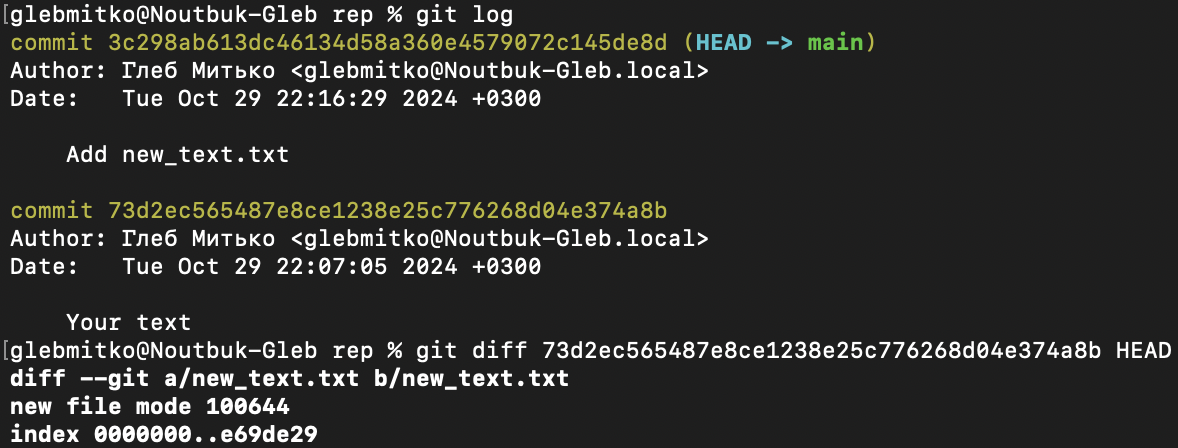 [glebmitko@Noutbuk-Gleb rep % git log
commit 3c298ab613dc46134d58a360e4579072c145de8d (HEAD -> main)
Author: Глеб Митько <glebmitko@Noutbuk-Gleb.local>
Date:   Tue Oct 29 22:16:29 2024 +0300
Add new_text.txt
commit 73d2ec565487e8ce1238e25c776268d04e374a8b
Author: Глеб Митько <glebmitko@Noutbuk-Gleb.local>
Date:   Tue Oct 29 22:07:05 2024 +0300
Your text
[glebmitko@Noutbuk-Gleb rep % git diff 73d2ec565487e8ce1238e25c776268d04e374a8b HEAD
diff --git a/new_text.txt b/new_text.txt
new file mode 100644
index 0000000..e69de29